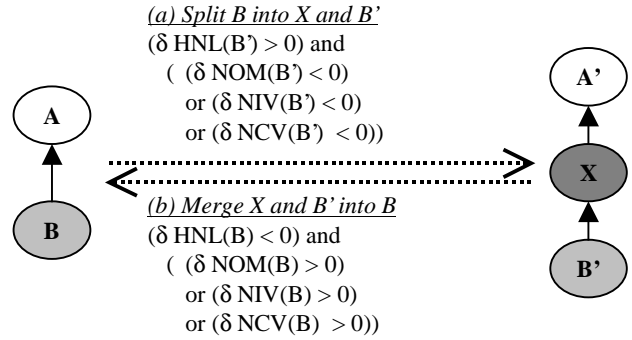 (a) Split B into X and B’
(δ HNL(B’) > 0) and
( (δ NOM(B’) < 0)
or (δ NIV(B’) < 0)
or (δ NCV(B’) < 0))
A
B
A’
X
B’
(b) Merge X and B’ into B
(δ HNL(B) < 0) and
( (δ NOM(B) > 0)
or (δ NIV(B) > 0)
or (δ NCV(B) > 0))